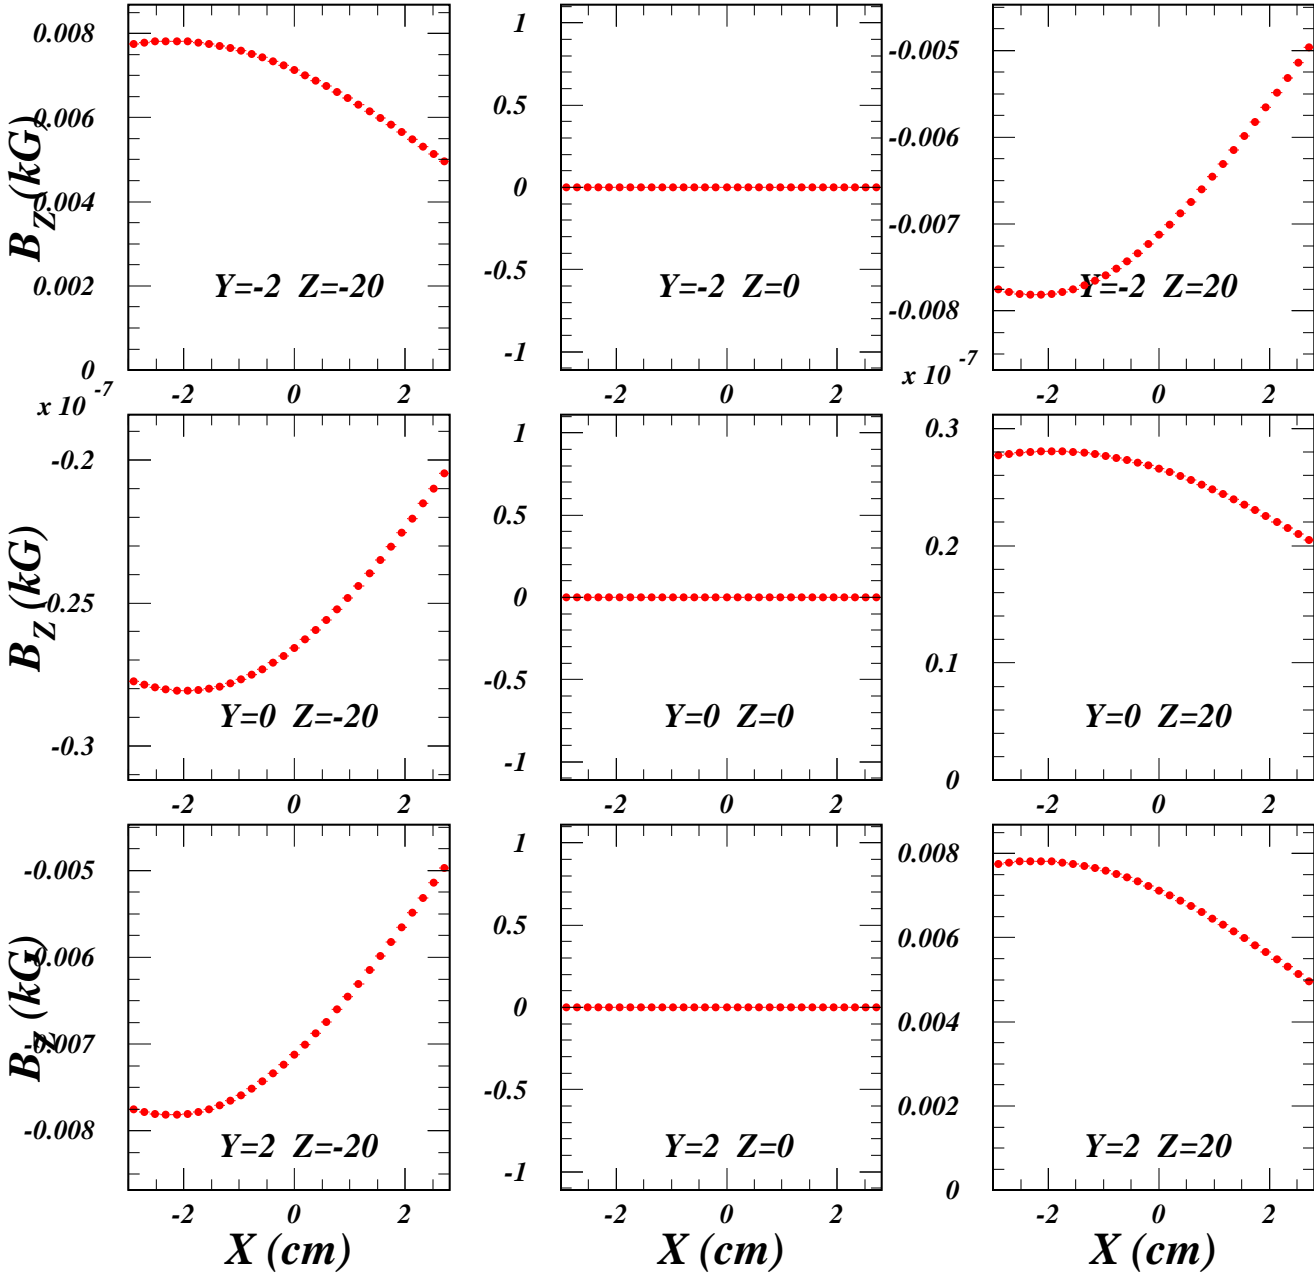 B_Z (kG)
0.008
0.006
0.004
0.002
0
Y=-2 Z=-20
-2 0 2
1
0.5
0
-0.5
-1
Y=-2 Z=0
-2 0 2
-0.005
-0.006
-0.007
-0.008
Y=-2 Z=20
-2 0 2
x 10 -7
B_Z (kG)
-0.2
-0.25
-0.3
Y=0 Z=-20
-2 0 2
1
0.5
0
-0.5
-1
Y=0 Z=0
-2 0 2
x 10 -7
0.3
0.2
0.1
0
Y=0 Z=20
-2 0 2
B_Z (kG)
-0.005
-0.006
-0.007
-0.008
Y=2 Z=-20
-2 0 2
X (cm)
1
0.5
0
-0.5
-1
Y=2 Z=0
-2 0 2
X (cm)
0.008
0.006
0.004
0.002
0
Y=2 Z=20
-2 0 2
X (cm)